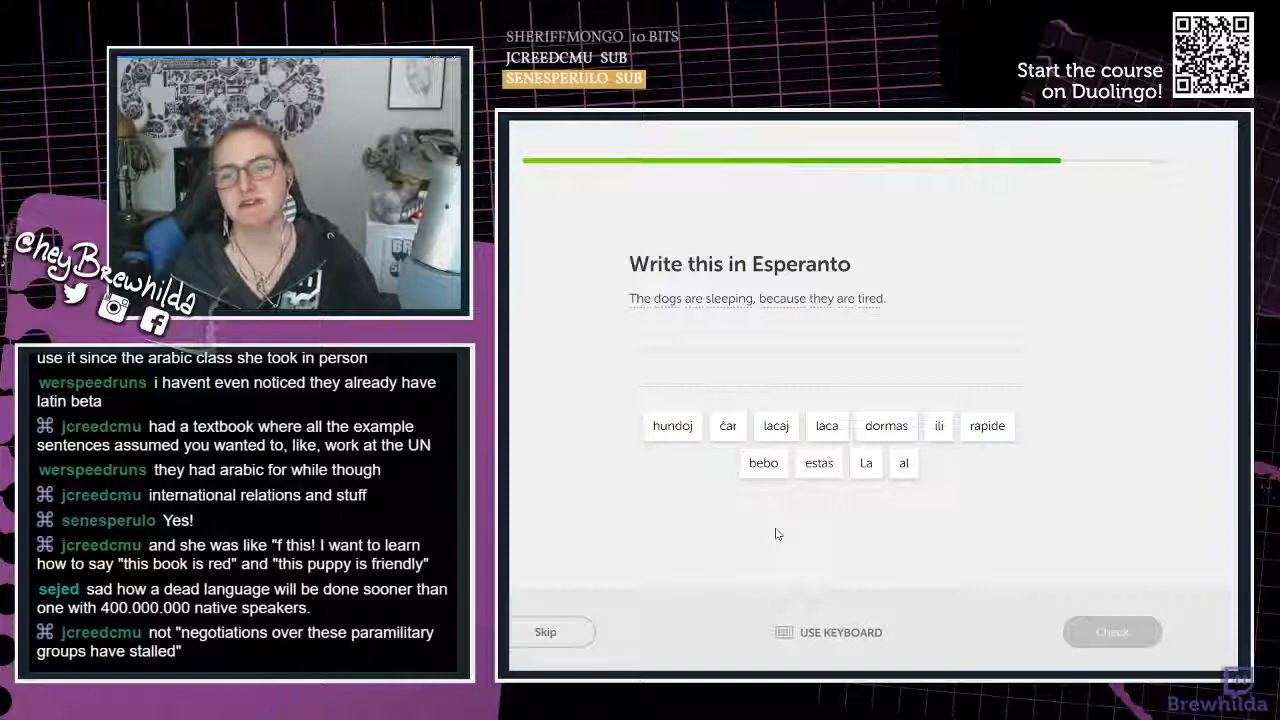 SHERIFFMONGO 10 BITS
JCREEDCMU SUB
SENESPERULO SUB
Start the course
on Duolingo!
@heyBrewhilda
Write this in Esperanto
The dogs are sleeping, because they are tired.
hundoj ĉar lacaj laca dormas ili rapide
bebo estas La al
Skip
USE KEYBOARD
Check
use it since the arabic class she took in person
werspeedruns i havent even noticed they already have
latin beta
jcreedcmu had a textbook where all the example
sentences assumed you wanted to, like, work at the UN
werspeedruns they had arabic for while though
jcreedcmu international relations and stuff
senesperulo Yes!
jcreedcmu and she was like "f this! I want to learn
how to say "this book is red" and "this puppy is friendly"
sejed sad how a dead language will be done sooner than
one with 400.000.000 native speakers.
jcreedcmu not "negotiations over these paramilitary
groups have stalled"
Brewhilda